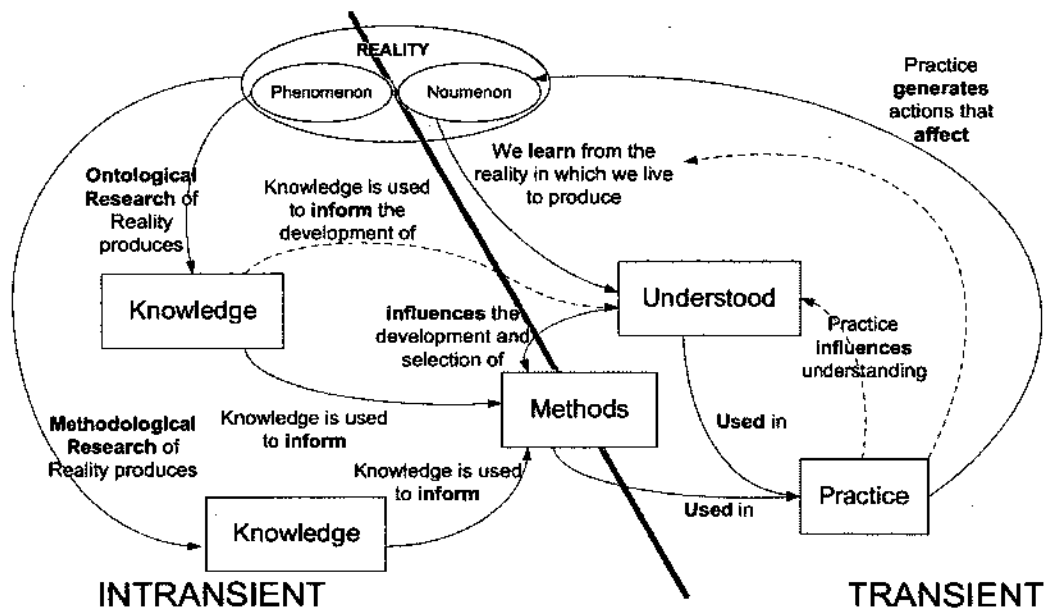 REALITY
Phenomenon
Noumenon
Practice
generates
actions that
affect
We learn from the
reality in which we live
to produce
Ontological
Research of
Reality
produces
Knowledge is used
to inform the
development of
Knowledge
Understood
influences the
development and
selection of
Practice
influences
understanding
Methods
Methodological
Research of
Reality produces
Knowledge is used
to inform
Used in
Knowledge is used
to inform
Practice
Used in
Knowledge
INTRANSIENT
TRANSIENT